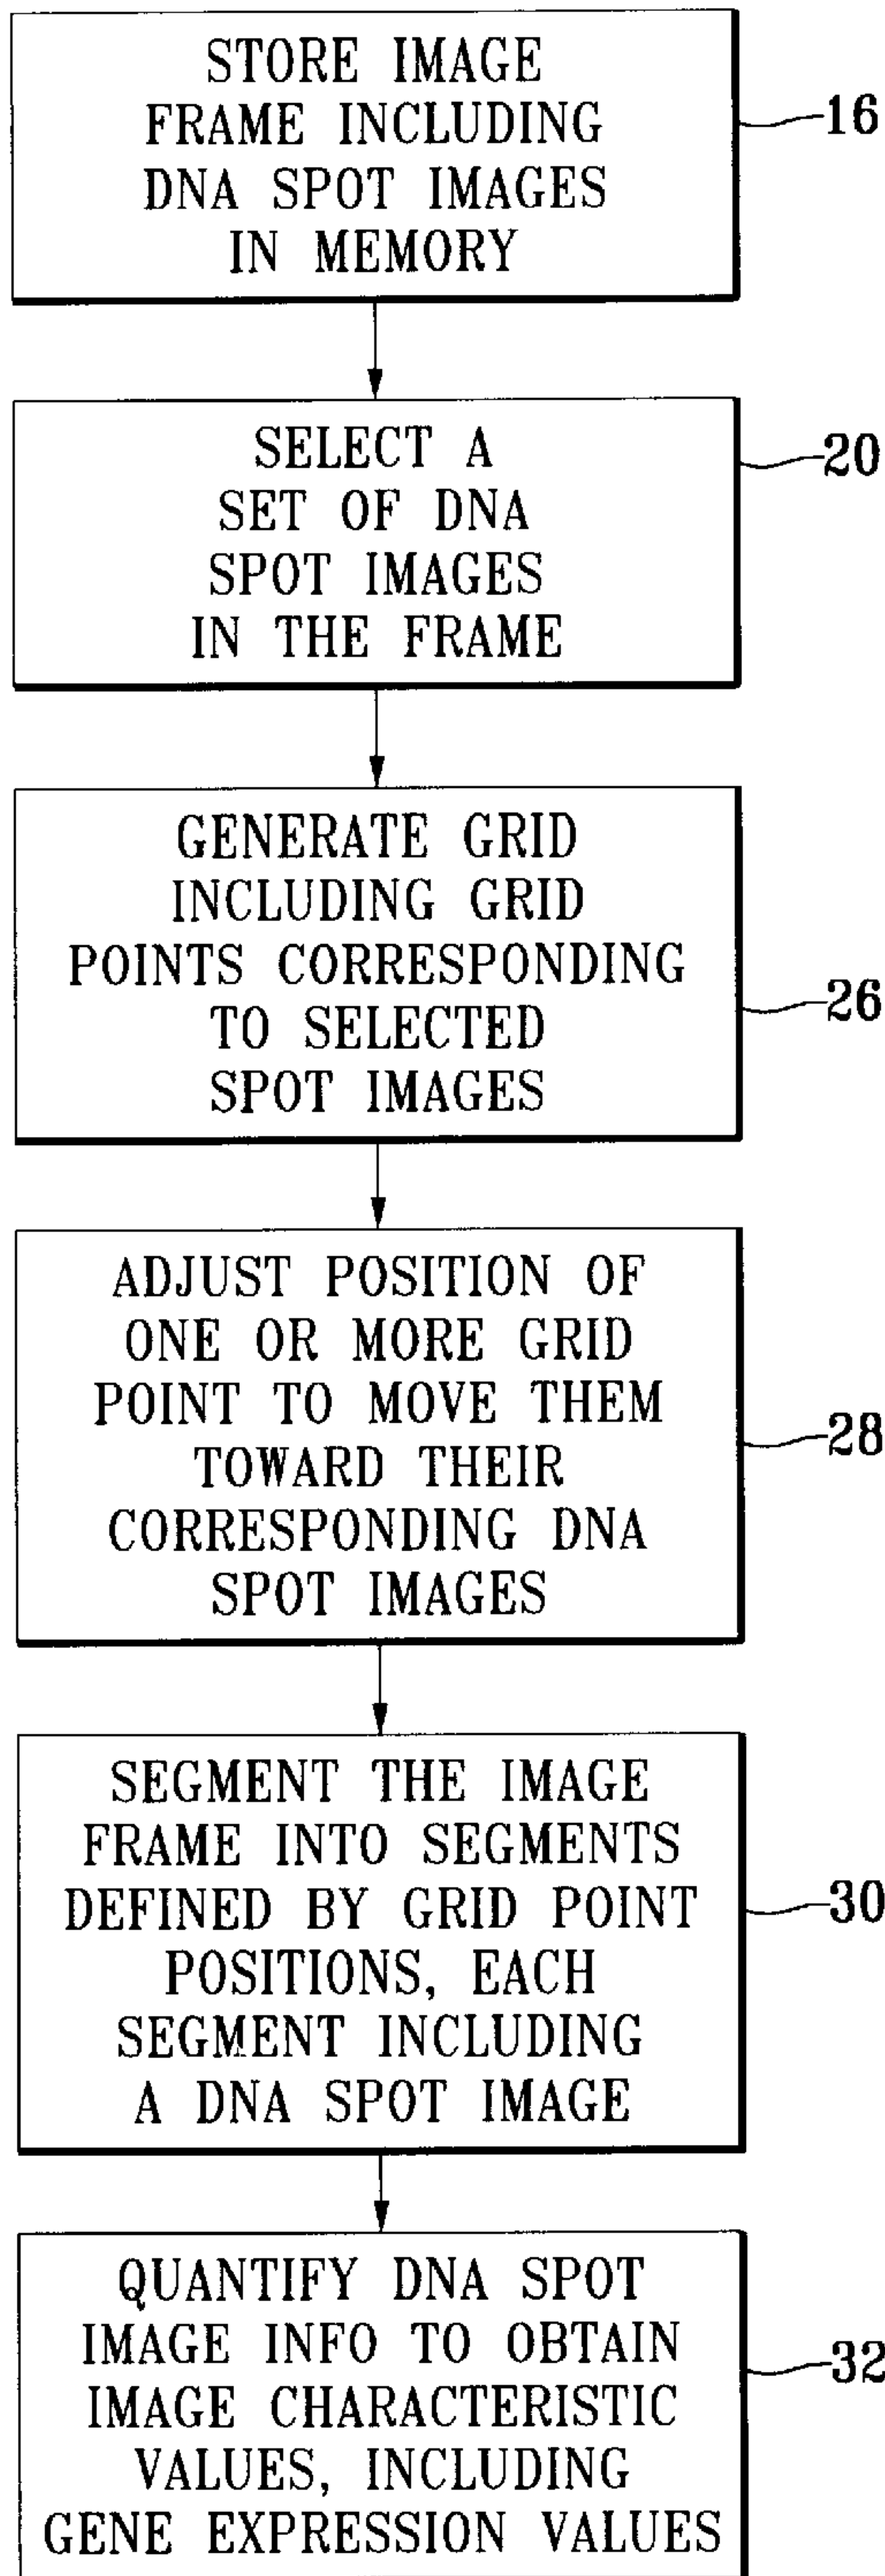 STORE IMAGE
FRAME INCLUDING
DNA SPOT IMAGES
IN MEMORY
16
SELECT A
SET OF DNA
SPOT IMAGES
IN THE FRAME
20
GENERATE GRID
INCLUDING GRID
POINTS CORRESPONDING
TO SELECTED
SPOT IMAGES
26
ADJUST POSITION OF
ONE OR MORE GRID
POINT TO MOVE THEM
TOWARD THEIR
CORRESPONDING DNA
SPOT IMAGES
28
SEGMENT THE IMAGE
FRAME INTO SEGMENTS
DEFINED BY GRID POINT
POSITIONS, EACH
SEGMENT INCLUDING
A DNA SPOT IMAGE
30
QUANTIFY DNA SPOT
IMAGE INFO TO OBTAIN
IMAGE CHARACTERISTIC
VALUES, INCLUDING
GENE EXPRESSION VALUES
32